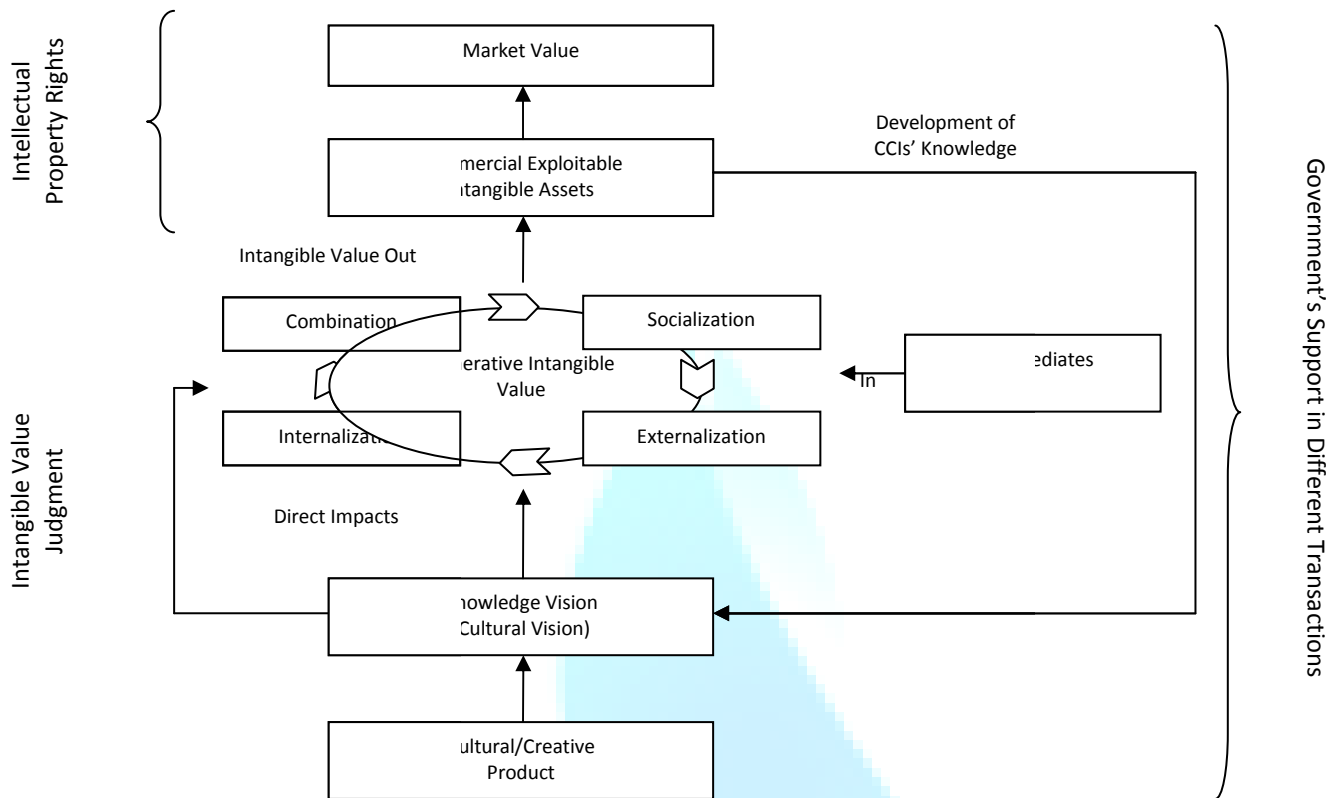 Intellectual
Property Rights
Market Value
Development of
CCIs' Knowledge
mercial Exploitable
ntangible Assets
Intangible Value Out
Combination
Socialization
erative Intangible
Value
ediates
In
Internalizati
Externalization
Intangible Value
Judgment
Direct Impacts
nowledge Vision
Cultural Vision)
ultural/Creative
Product
Government's Support in Different Transactions